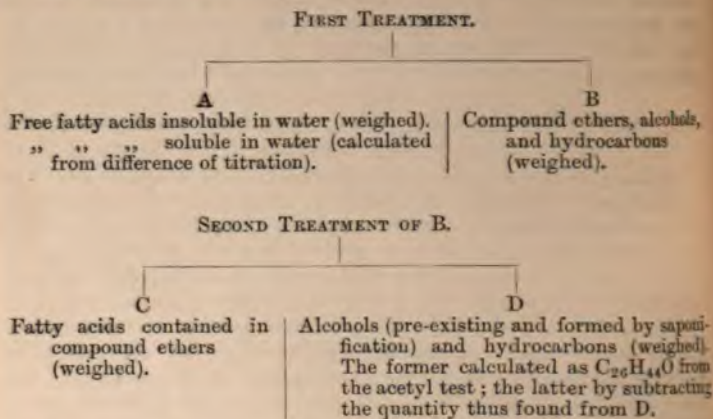 FIRST TREATMENT.
A
Free fatty acids insoluble in water (weighed).
„ „ „ soluble in water (calculated
from difference of titration).
B
Compound ethers, alcohols,
and hydrocarbons
(weighed).
SECOND TREATMENT OF B.
C
Fatty acids contained in
compound ethers
(weighed).
D
Alcohols (pre-existing and formed by saponi-
fication) and hydrocarbons (weighed).
The former calculated as C₂₆H₄₄O from
the acetyl test; the latter by subtracting
the quantity thus found from D.